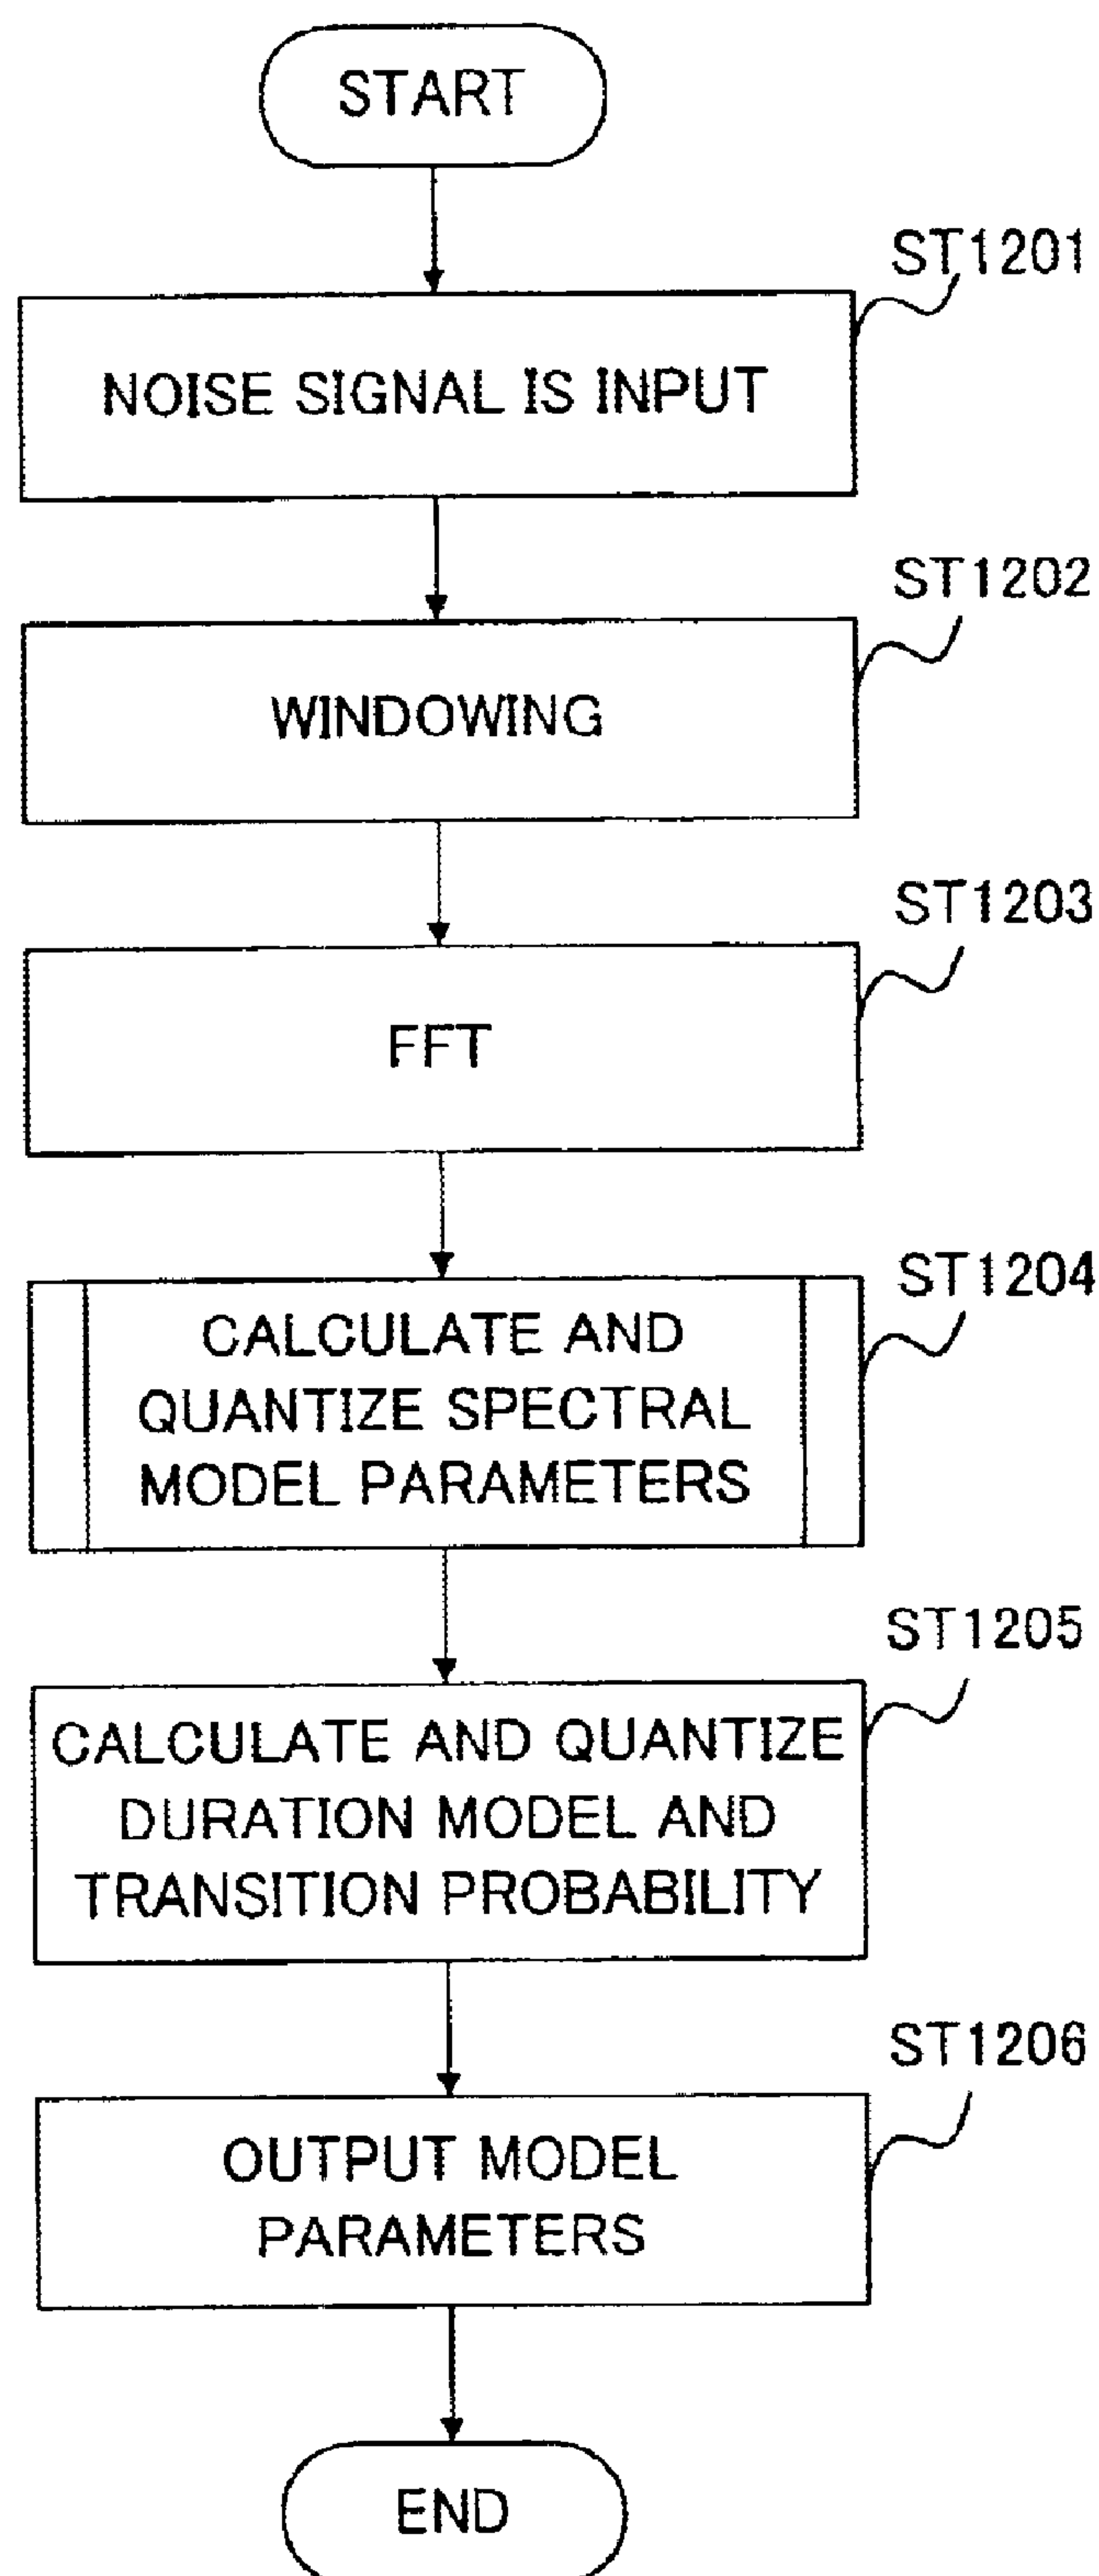 START
ST1201
NOISE SIGNAL IS INPUT
ST1202
WINDOWING
ST1203
FFT
ST1204
CALCULATE AND
QUANTIZE SPECTRAL
MODEL PARAMETERS
ST1205
CALCULATE AND QUANTIZE
DURATION MODEL AND
TRANSITION PROBABILITY
ST1206
OUTPUT MODEL
PARAMETERS
END